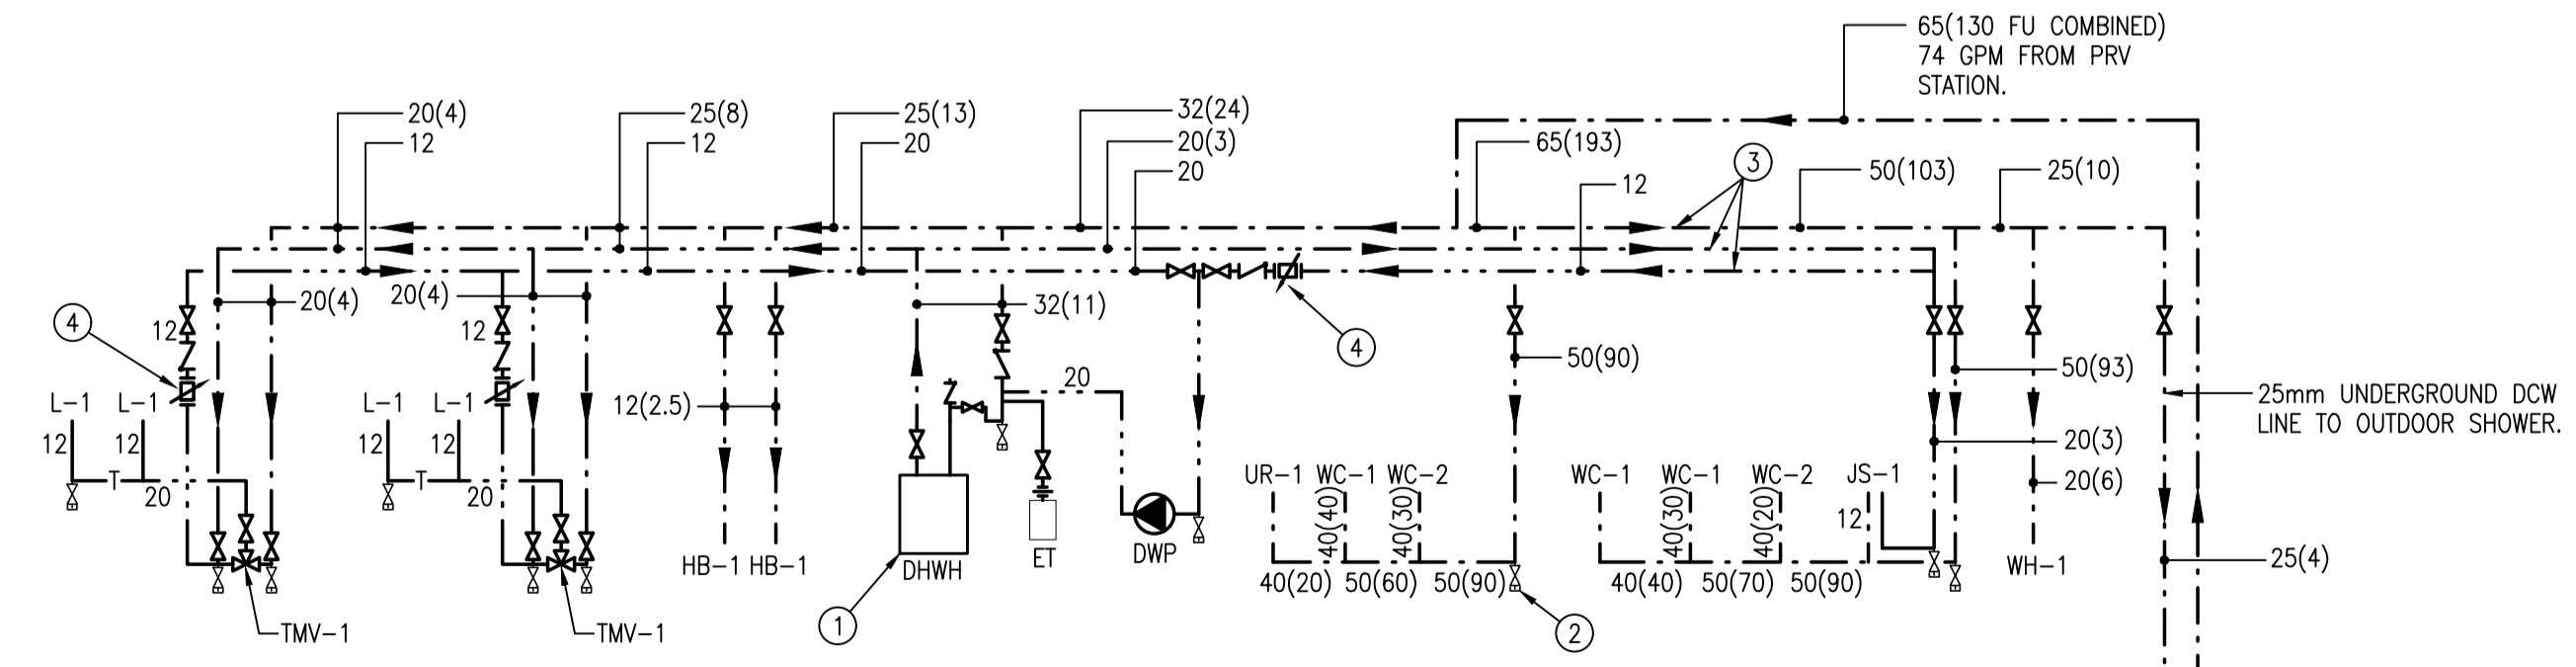 65(130 FU COMBINED)
74 GPM FROM PRV
STATION.
20(4)
12
25(8)
12
25(13)
20
32(24)
20(3)
20
65(193)
12
3
50(103)
25(10)
4
12
20(4)
20(4)
12
32(11)
4
50(90)
50(93)
25mm UNDERGROUND DCW
LINE TO OUTDOOR SHOWER.
L-1
L-1
L-1
L-1
12(2.5)
20
12
12
12
12
20(3)
T
20
T
20
UR-1
WC-1
WC-2
WC-1
WC-1
WC-2
JS-1
20(6)
40(40)
40(30)
40(30)
40(20)
12
HB-1
HB-1
DHWH
ET
DWP
WH-1
25(4)
40(20)
50(60)
50(90)
40(40)
50(70)
50(90)
TMV-1
TMV-1
1
2